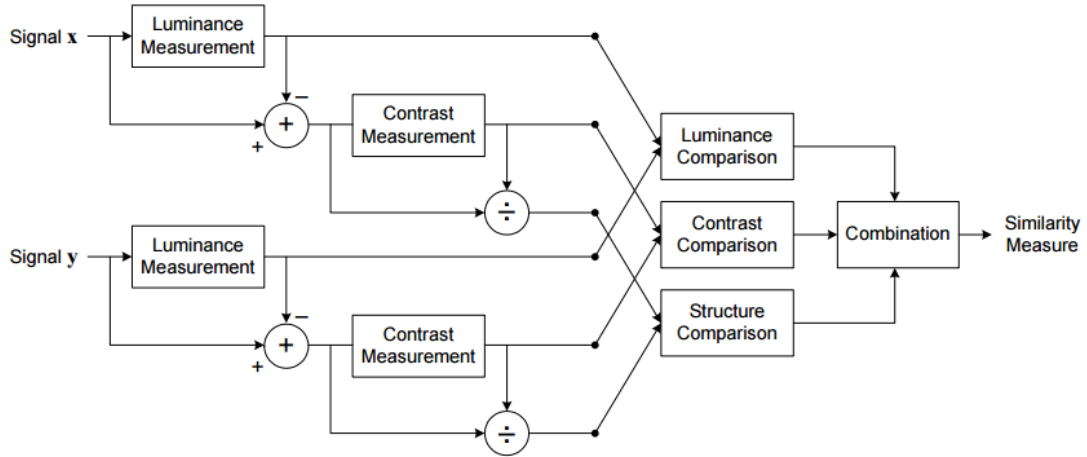 Signal x
Luminance
Measurement
−
+
+
Contrast
Measurement
÷
Signal y
Luminance
Measurement
−
+
+
Contrast
Measurement
÷
Luminance
Comparison
Contrast
Comparison
Structure
Comparison
Combination
Similarity
Measure